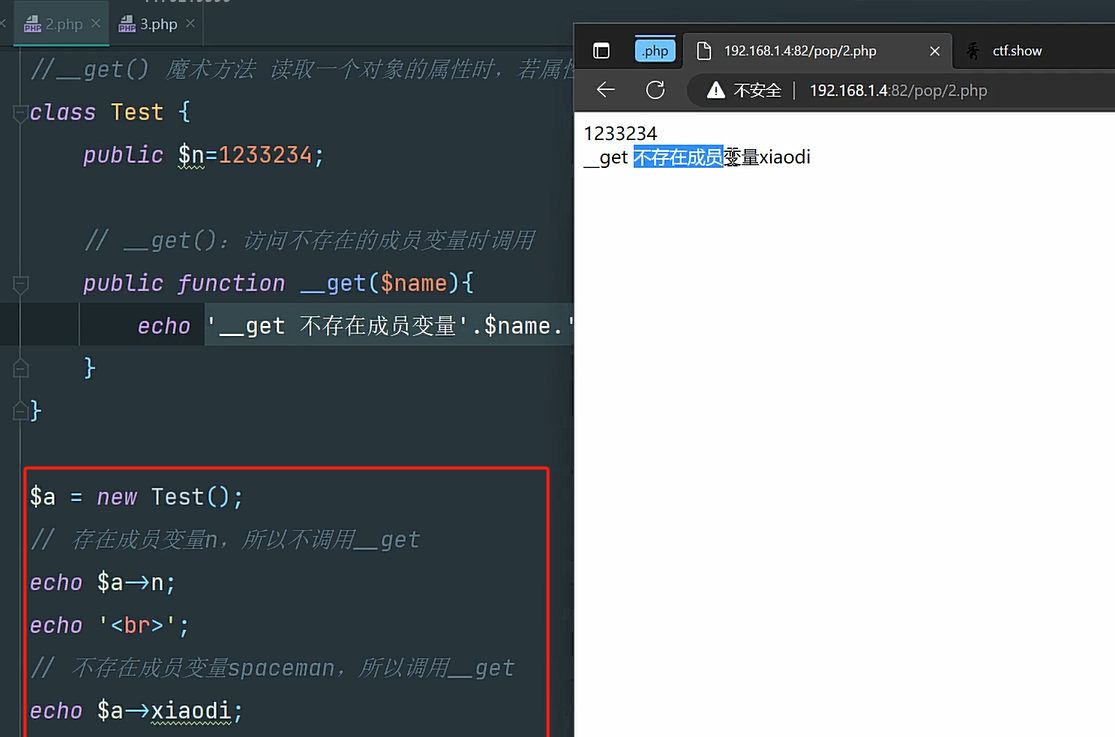 2.php
3.php
//__get() 魔术方法 读取一个对象的属性时，若属性
class Test {
public $n=1233234;
// __get()：访问不存在的成员变量时调用
public function __get($name){
echo '__get 不存在成员变量'.$name.'
}
}
$a = new Test();
// 存在成员变量n，所以不调用__get
echo $a->n;
echo '<br>';
// 不存在成员变量spaceman，所以调用__get
echo $a->xiaodi;
.php
192.168.1.4:82/pop/2.php
ctf.show
不安全
192.168.1.4:82/pop/2.php
1233234
__get 不存在成员变量xiaodi